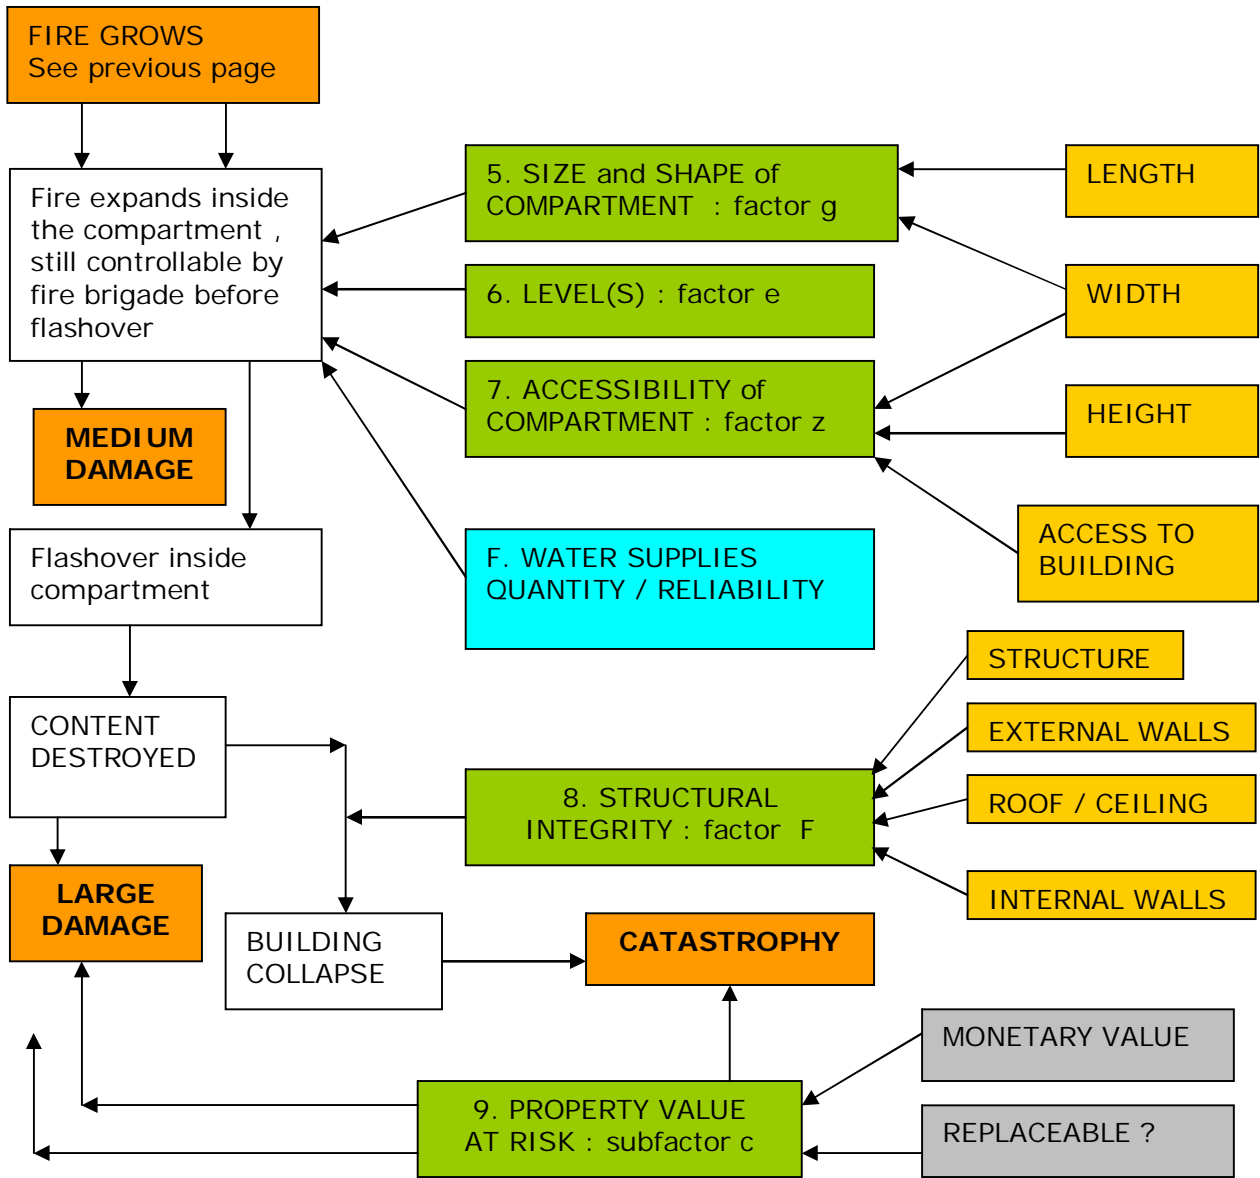 FIRE GROWS
See previous page
Fire expands inside
the compartment ,
still controllable by
fire brigade before
flashover
5. SIZE and SHAPE of
COMPARTMENT : factor g
LENGTH
6. LEVEL(S) : factor e
WIDTH
7. ACCESSIBILITY of
COMPARTMENT : factor z
HEIGHT
MEDIUM
DAMAGE
ACCESS TO
BUILDING
Flashover inside
compartment
F. WATER SUPPLIES
QUANTITY / RELIABILITY
STRUCTURE
CONTENT
DESTROYED
EXTERNAL WALLS
8. STRUCTURAL
INTEGRITY : factor F
ROOF / CEILING
LARGE
DAMAGE
INTERNAL WALLS
BUILDING
COLLAPSE
CATASTROPHY
MONETARY VALUE
9. PROPERTY VALUE
AT RISK : subfactor c
REPLACEABLE ?